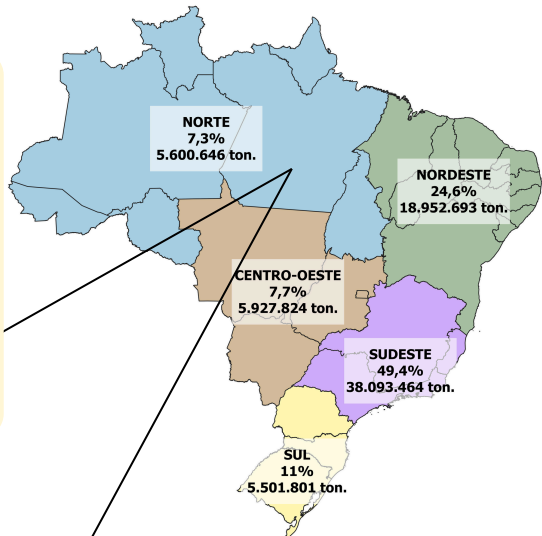 NORTE
7,3%
5.600.646 ton.
NORDESTE
24,6%
18.952.693 ton.
CENTRO-OESTE
7,7%
5.927.824 ton.
SUDESTE
49,4%
38.093.464 ton.
SUL
11%
5.501.801 ton.